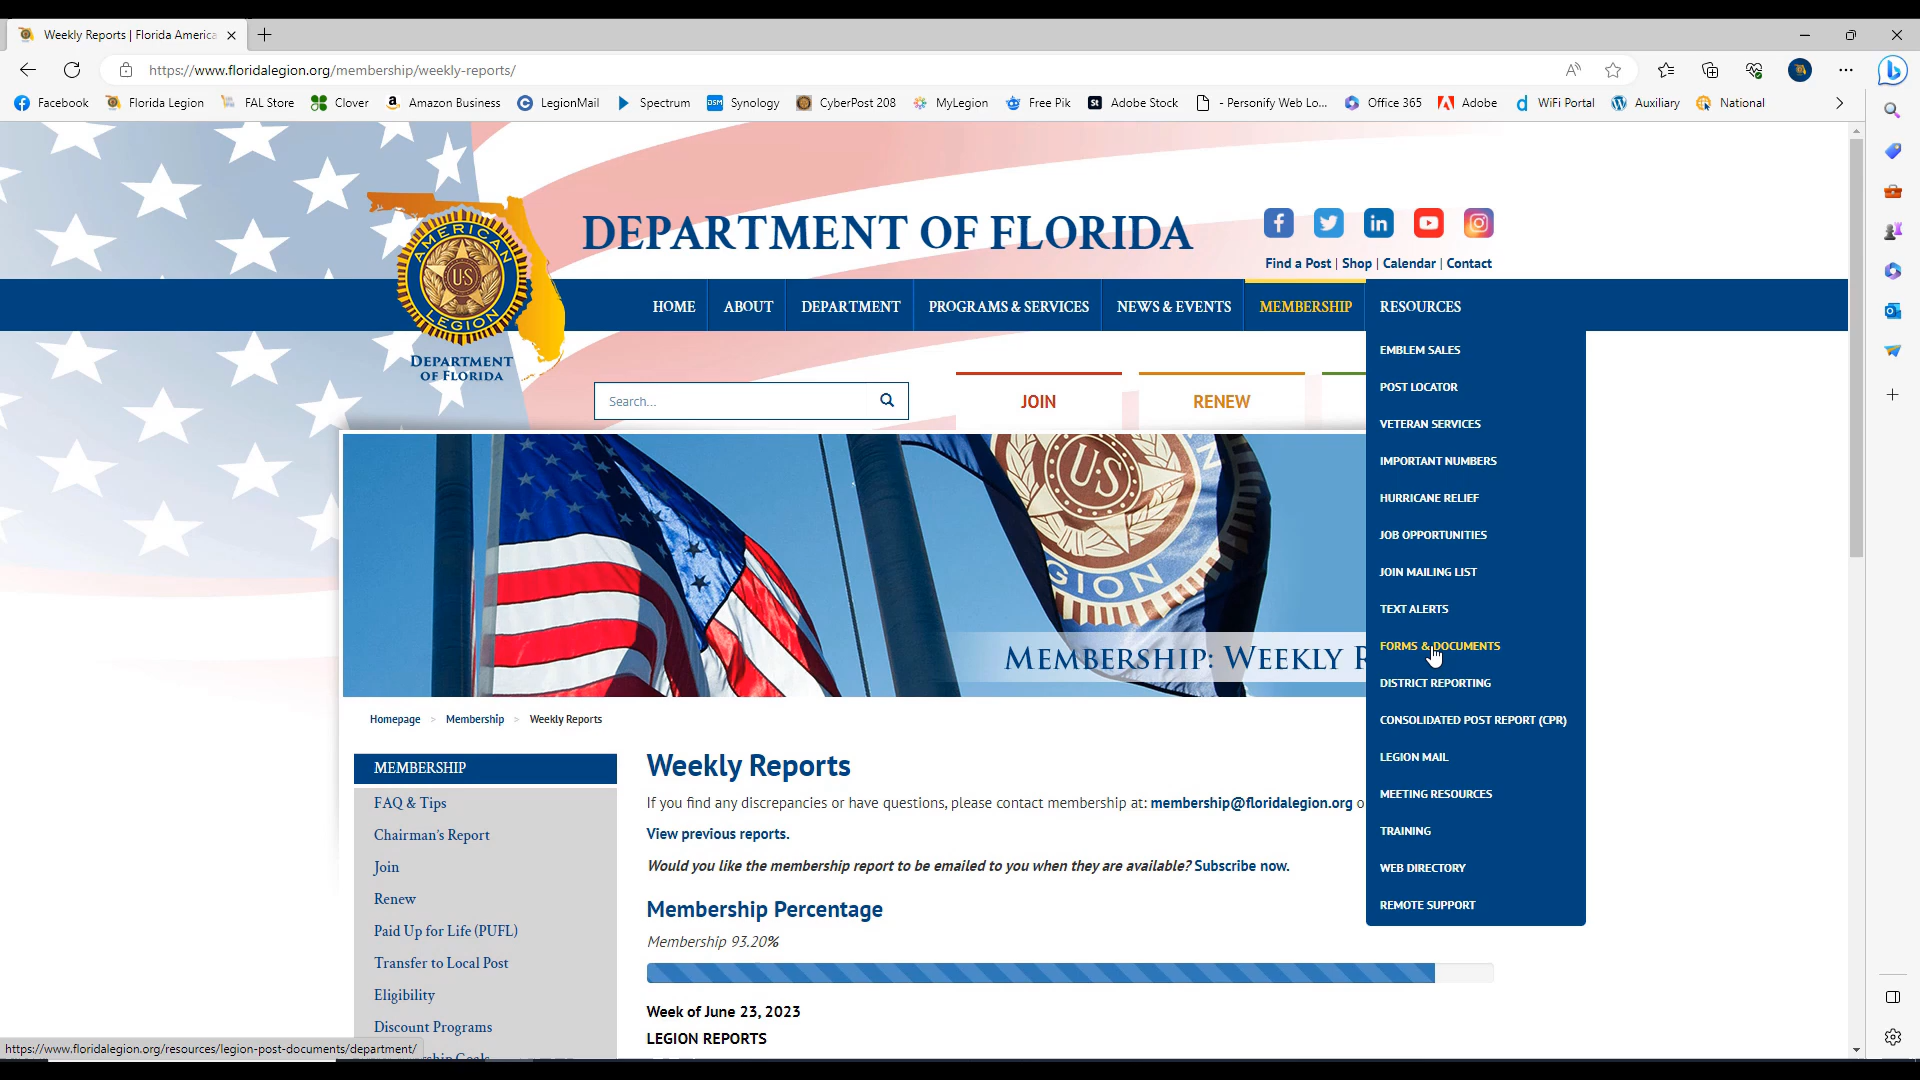 Weekly Reports | Florida America
https://www.floridalegion.org/membership/weekly-reports/
Facebook Florida Legion FAL Store Clover Amazon Business LegionMail Spectrum Synology CyberPost 208 MyLegion Free Pik Adobe Stock - Personify Web Lo... Office 365 Adobe WiFi Portal Auxiliary National
DEPARTMENT OF FLORIDA
Find a Post | Shop | Calendar | Contact
AMERICAN
U.S
LEGION
DEPARTMENT
OF FLORIDA
HOME ABOUT DEPARTMENT PROGRAMS & SERVICES NEWS & EVENTS MEMBERSHIP RESOURCES
EMBLEM SALES
POST LOCATOR
VETERAN SERVICES
IMPORTANT NUMBERS
HURRICANE RELIEF
JOB OPPORTUNITIES
JOIN MAILING LIST
TEXT ALERTS
FORMS & DOCUMENTS
DISTRICT REPORTING
CONSOLIDATED POST REPORT (CPR)
LEGION MAIL
MEETING RESOURCES
TRAINING
WEB DIRECTORY
REMOTE SUPPORT
Search... JOIN RENEW
US
GION
MEMBERSHIP: WEEKLY R
Homepage > Membership > Weekly Reports
MEMBERSHIP
FAQ & Tips
Chairman's Report
Join
Renew
Paid Up for Life (PUFL)
Transfer to Local Post
Eligibility
Discount Programs
Weekly Reports
If you find any discrepancies or have questions, please contact membership at: membership@floridalegion.org o
View previous reports.
Would you like the membership report to be emailed to you when they are available? Subscribe now.
Membership Percentage
Membership 93.20%
Week of June 23, 2023
LEGION REPORTS
https://www.floridalegion.org/resources/legion-post-documents/department/